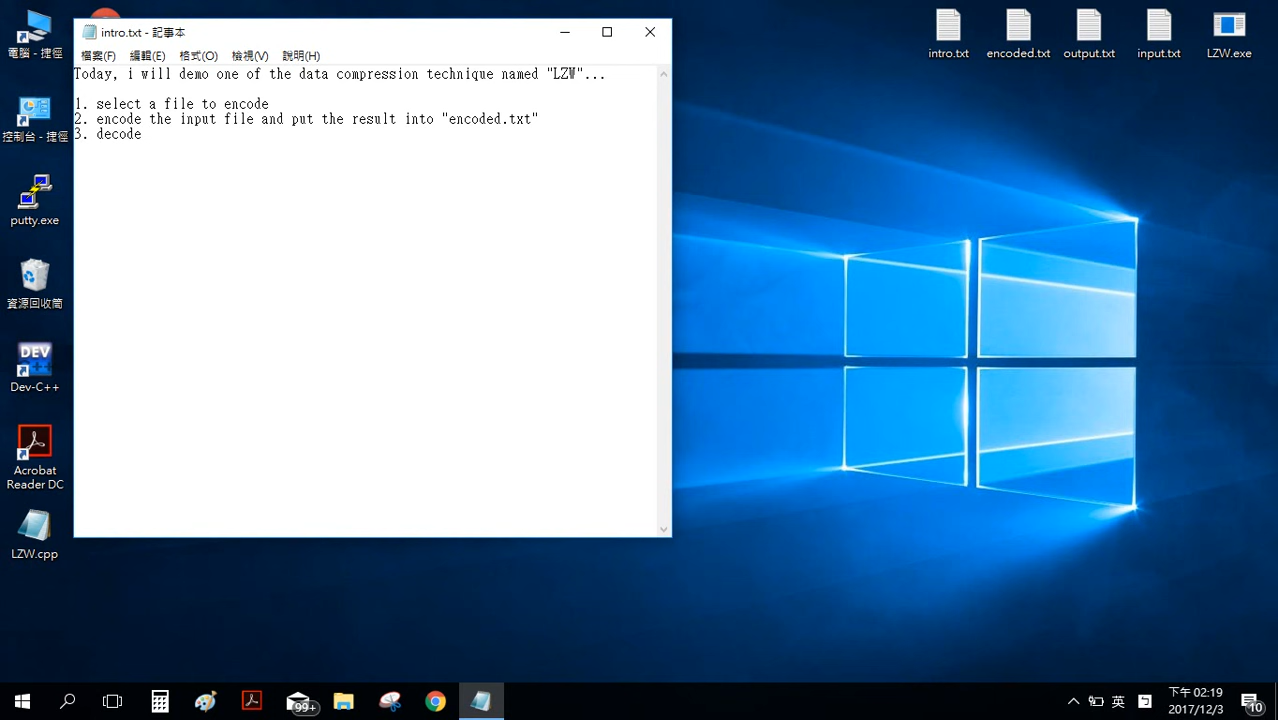 電腦 - 捷徑
控制台 - 捷徑
putty.exe
資源回收筒
DEV
Dev-C++
Acrobat
Reader DC
LZW.cpp
intro.txt - 記事本
檔案(F) 編輯(E) 格式(O) 檢視(V) 說明(H)
Today, i will demo one of the data compression technique named "LZW"...
1. select a file to encode
2. encode the input file and put the result into "encoded.txt"
3. decode
intro.txt
encoded.txt
output.txt
input.txt
LZW.exe
99+
英
下午 02:19
2017/12/3
10